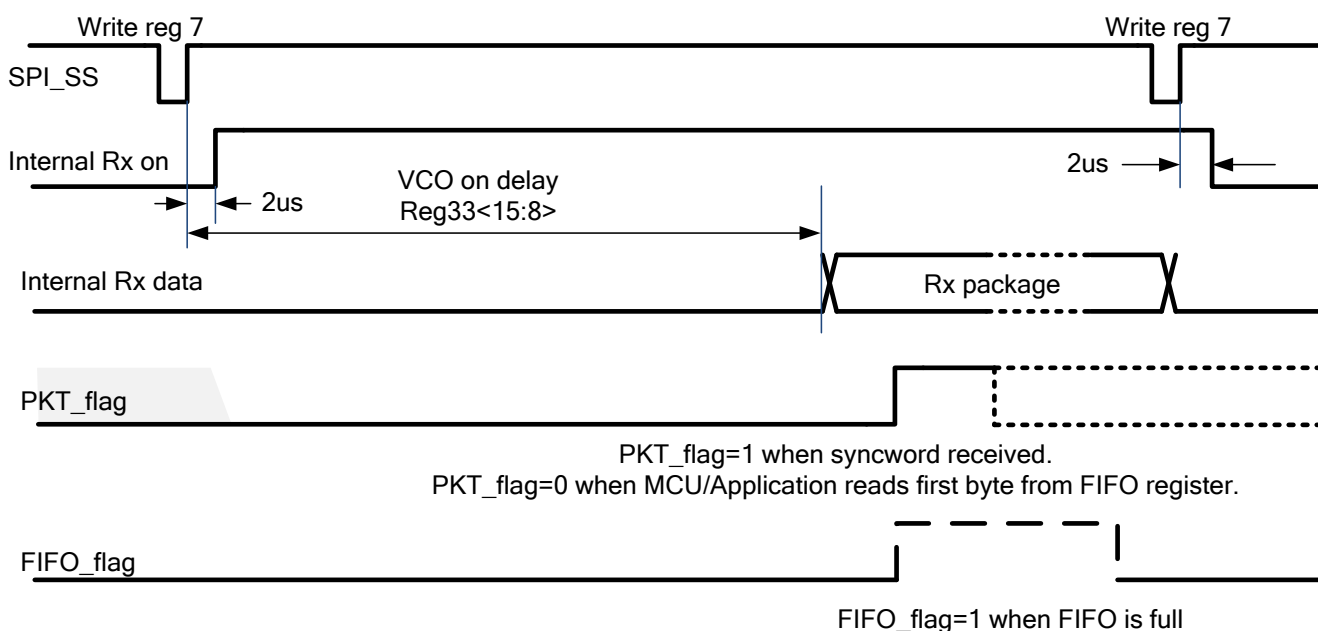 Write reg 7
Write reg 7
SPI_SS
Internal Rx on
2us
VCO on delay
2us
Reg33<15:8>
Internal Rx data
Rx package
PKT_flag
PKT_flag=1 when syncword received.
PKT_flag=0 when MCU/Application reads first byte from FIFO register.
FIFO_flag
FIFO_flag=1 when FIFO is full